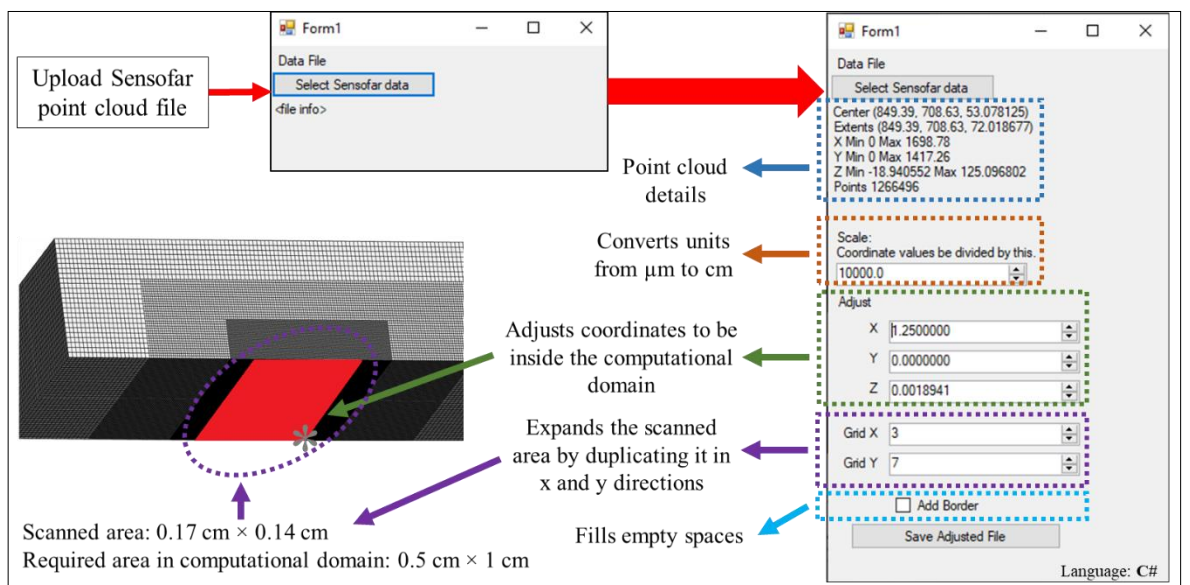 Form1
Data File
Select Sensofar data
<file info>
Upload Sensofar
point cloud file
Form1
Data File
Select Sensofar data
Center (849.39, 708.63, 53.078125)
Extents (849.39, 708.63, 72.018677)
X Min 0 Max 1698.78
Y Min 0 Max 1417.26
Z Min -18.940552 Max 125.096802
Points 1266496
Point cloud
details
Scale:
Coordinate values be divided by this.
10000.0
Converts units
from µm to cm
Adjust
X 1.2500000
Y 0.0000000
Z 0.0018941
Adjusts coordinates to be
inside the computational
domain
Grid X 3
Grid Y 7
Expands the scanned
area by duplicating it in
x and y directions
Add Border
Fills empty spaces
Save Adjusted File
Scanned area: 0.17 cm × 0.14 cm
Required area in computational domain: 0.5 cm × 1 cm
Language: C#